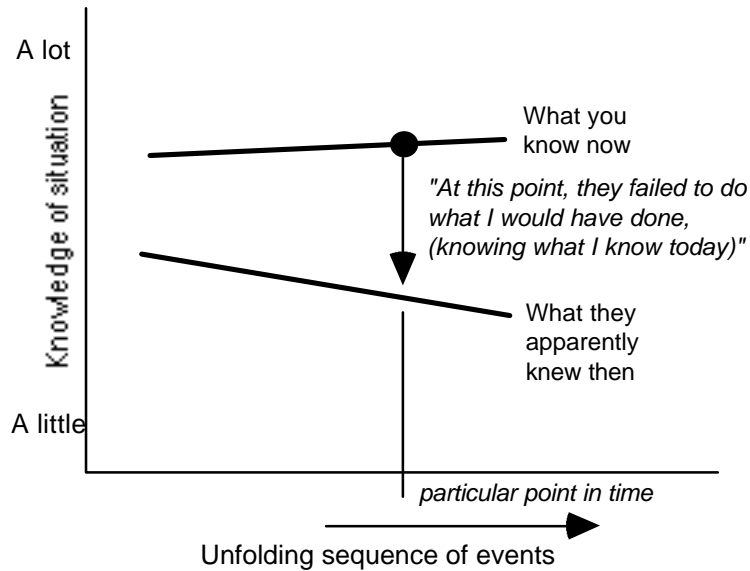 A lot
Knowledge of situation
What you
know now
"At this point, they failed to do
what I would have done,
(knowing what I know today)"
What they
apparently
knew then
A little
particular point in time
Unfolding sequence of events